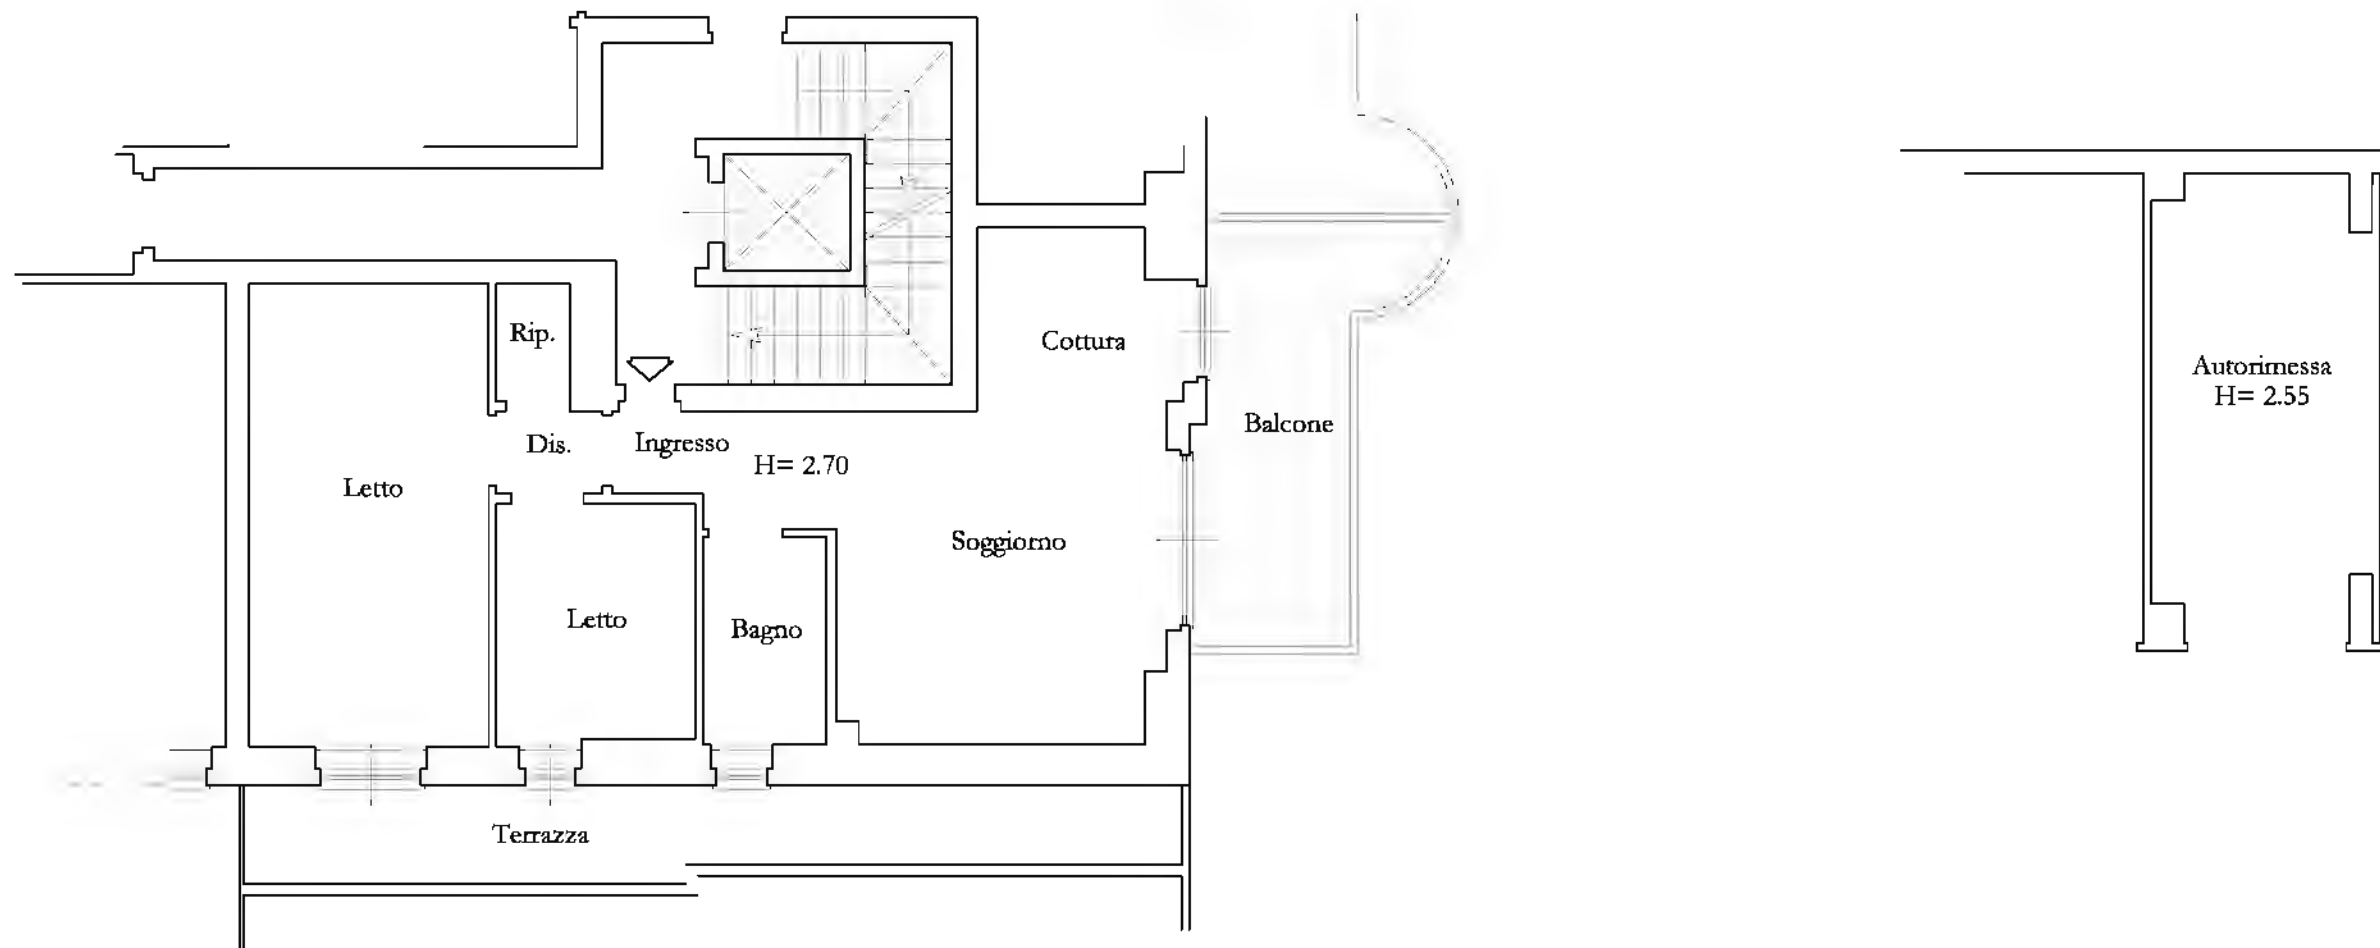 Rip.
Cottura
Autorimessa
H= 2.55
Balcone
Dis.
Ingresso
H= 2.70
Letto
Soggiorno
Letto
Bagno
Terrazza